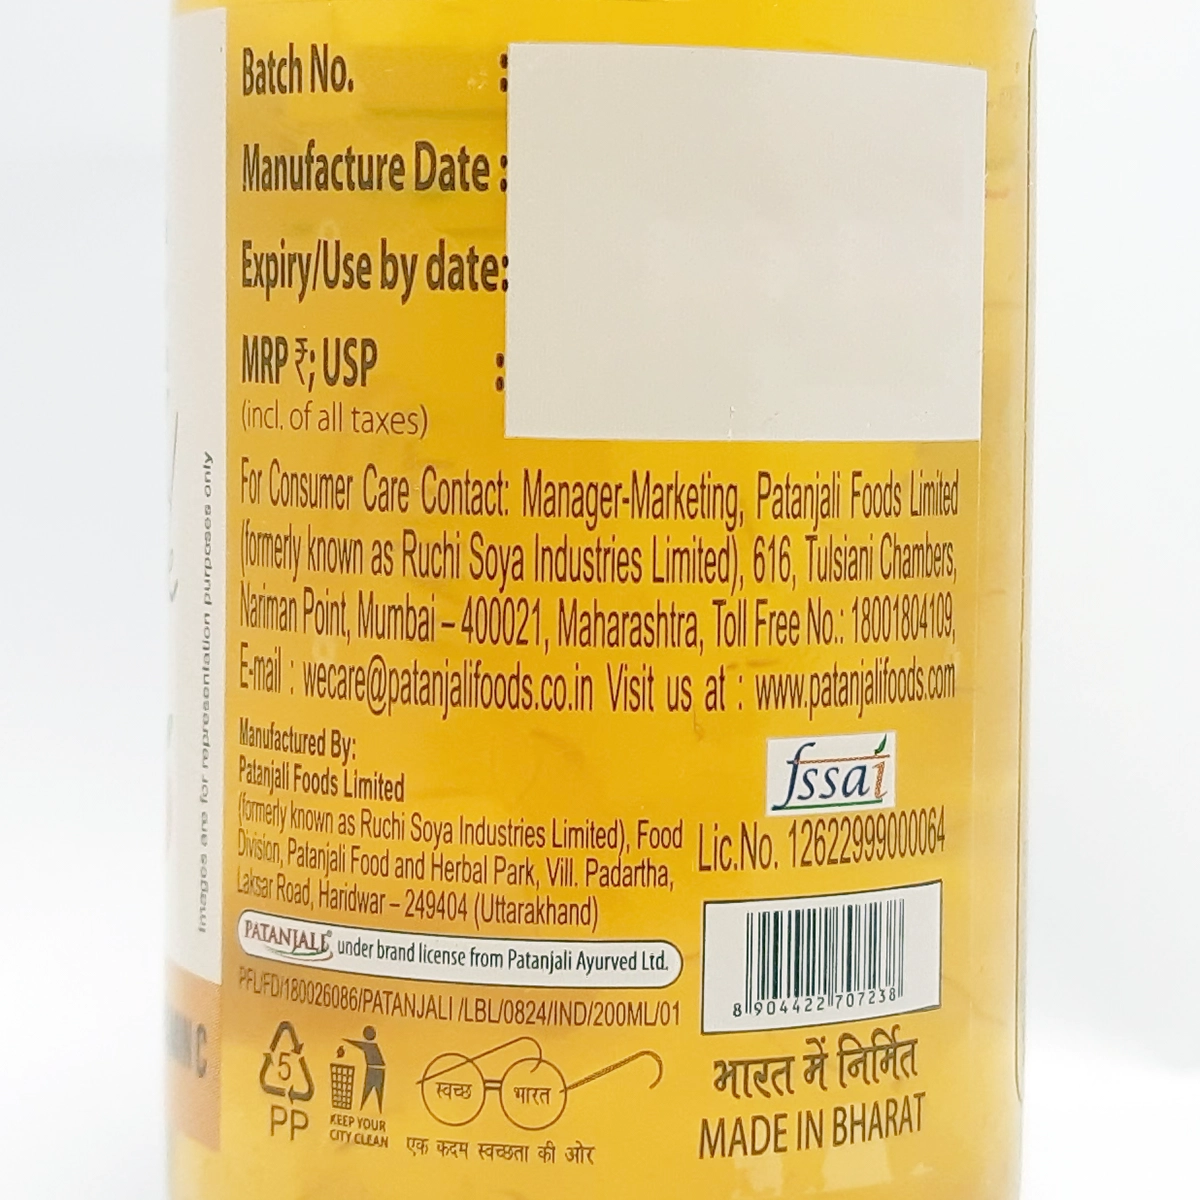 Batch No. :
Manufacture Date :
Expiry/Use by date:
MRP ₹; USP :
(incl. of all taxes)
For Consumer Care Contact: Manager-Marketing, Patanjali Foods Limited
(formerly known as Ruchi Soya Industries Limited), 616, Tulsiani Chambers,
Nariman Point, Mumbai – 400021, Maharashtra, Toll Free No.: 18001804109,
E-mail : wecare@patanjalifoods.co.in Visit us at : www.patanjalifoods.com
Manufactured By:
Patanjali Foods Limited
(formerly known as Ruchi Soya Industries Limited), Food
Division, Patanjali Food and Herbal Park, Vill. Padartha,
Laksar Road, Haridwar – 249404 (Uttarakhand)
PATANJALI® under brand license from Patanjali Ayurved Ltd.
PFL/FD/180026086/PATANJALI /LBL/0824/IND/200ML/01
fssai
Lic.No. 12622999000064
8 904422 707238
5
PP
KEEP YOUR
CITY CLEAN
स्वच्छ भारत
एक कदम स्वच्छता की ओर
भारत में निर्मित
MADE IN BHARAT
Images are for representation purposes only
C